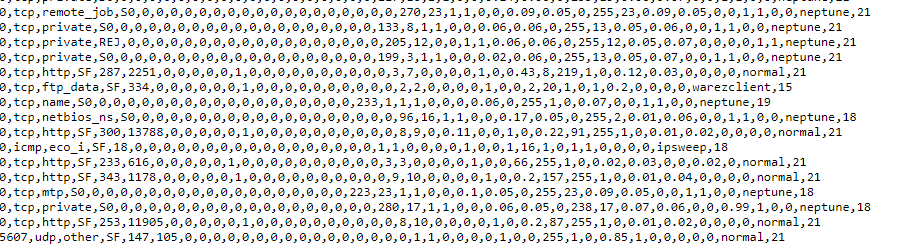 0,tcp,remote_job,S0,0,0,0,0,0,0,0,0,0,0,0,0,0,0,0,0,0,0,270,23,1,1,0,0,0.09,0.05,0,255,23,0.09,0.05,0,0,1,1,0,0,neptune,21
0,tcp,private,S0,0,0,0,0,0,0,0,0,0,0,0,0,0,0,0,0,0,0,133,8,1,1,0,0,0.06,0.06,0,255,13,0.05,0.06,0,0,1,1,0,0,neptune,21
0,tcp,private,REJ,0,0,0,0,0,0,0,0,0,0,0,0,0,0,0,0,0,0,205,12,0,0,1,1,0.06,0.06,0,255,12,0.05,0.07,0,0,0,0,1,1,neptune,21
0,tcp,private,S0,0,0,0,0,0,0,0,0,0,0,0,0,0,0,0,0,0,0,199,3,1,1,0,0,0.02,0.06,0,255,13,0.05,0.07,0,0,1,1,0,0,neptune,21
0,tcp,http,SF,287,2251,0,0,0,0,0,1,0,0,0,0,0,0,0,0,0,0,3,7,0,0,0,0,1,0,0.43,8,219,1,0,0.12,0.03,0,0,0,0,normal,21
0,tcp,ftp_data,SF,334,0,0,0,0,0,0,1,0,0,0,0,0,0,0,0,0,0,2,2,0,0,0,0,1,0,0,2,20,1,0,1,0.2,0,0,0,0,warezclient,15
0,tcp,name,S0,0,0,0,0,0,0,0,0,0,0,0,0,0,0,0,0,0,0,233,1,1,1,0,0,0,0.06,0,255,1,0,0.07,0,0,1,1,0,0,neptune,19
0,tcp,netbios_ns,S0,0,0,0,0,0,0,0,0,0,0,0,0,0,0,0,0,0,0,96,16,1,1,0,0,0.17,0.05,0,255,2,0.01,0.06,0,0,1,1,0,0,neptune,18
0,tcp,http,SF,300,13788,0,0,0,0,0,1,0,0,0,0,0,0,0,0,0,0,8,9,0,0.11,0,0,1,0,0.22,91,255,1,0,0.01,0.02,0,0,0,0,normal,21
0,icmp,eco_i,SF,18,0,0,0,0,0,0,0,0,0,0,0,0,0,0,0,0,0,1,1,0,0,0,0,1,0,0,1,16,1,0,1,1,0,0,0,0,ipsweep,18
0,tcp,http,SF,233,616,0,0,0,0,0,1,0,0,0,0,0,0,0,0,0,0,3,3,0,0,0,0,1,0,0,66,255,1,0,0.02,0.03,0,0,0.02,0,normal,21
0,tcp,http,SF,343,1178,0,0,0,0,0,1,0,0,0,0,0,0,0,0,0,0,9,10,0,0,0,0,1,0,0.2,157,255,1,0,0.01,0.04,0,0,0,0,normal,21
0,tcp,mtp,S0,0,0,0,0,0,0,0,0,0,0,0,0,0,0,0,0,0,0,223,23,1,1,0,0,0.1,0.05,0,255,23,0.09,0.05,0,0,1,1,0,0,neptune,18
0,tcp,private,S0,0,0,0,0,0,0,0,0,0,0,0,0,0,0,0,0,0,0,280,17,1,1,0,0,0.06,0.05,0,238,17,0.07,0.06,0,0,0.99,1,0,0,neptune,18
0,tcp,http,SF,253,11905,0,0,0,0,0,1,0,0,0,0,0,0,0,0,0,0,8,10,0,0,0,0,1,0,0.2,87,255,1,0,0.01,0.02,0,0,0,0,normal,21
5607,udp,other,SF,147,105,0,0,0,0,0,0,0,0,0,0,0,0,0,0,0,0,1,1,0,0,0,0,1,0,0,255,1,0,0.85,1,0,0,0,0,0,normal,21